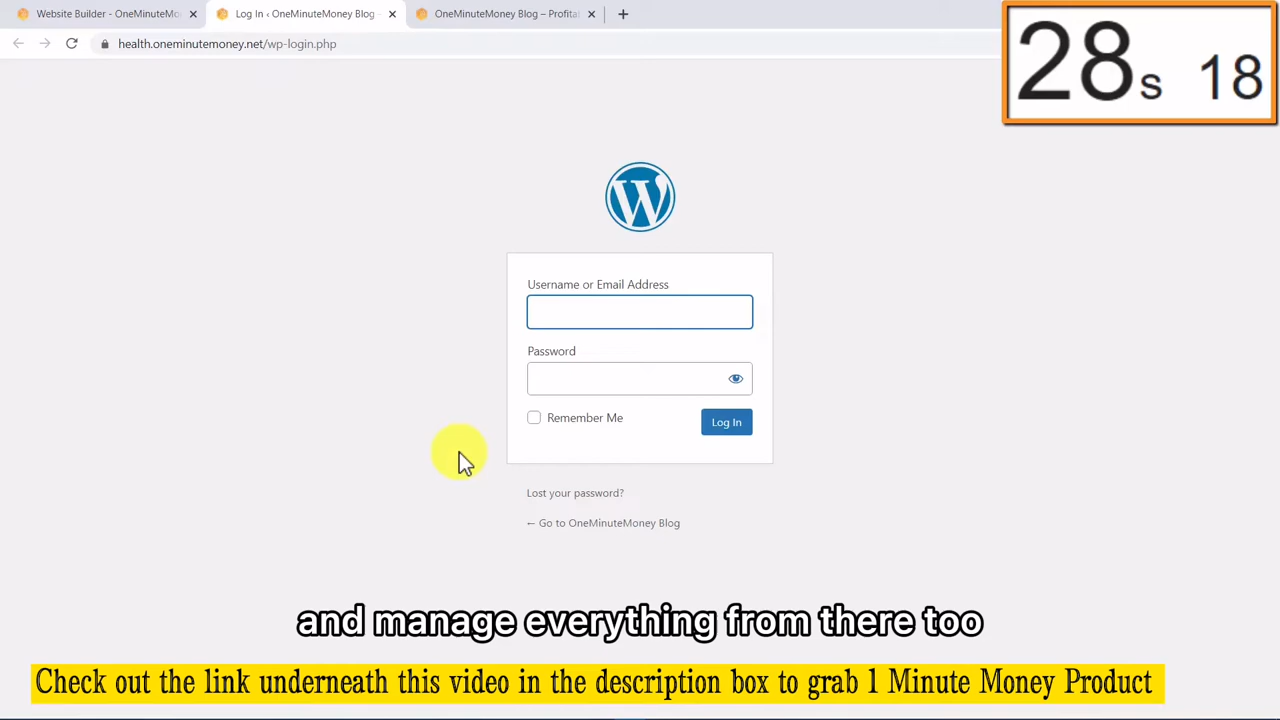 Website Builder - OneMinuteMo
Log In ‹ OneMinuteMoney Blog -
OneMinuteMoney Blog – Profita
health.oneminutemoney.net/wp-login.php
28s 18
Username or Email Address
Password
Remember Me
Log In
Lost your password?
← Go to OneMinuteMoney Blog
and manage everything from there too
Check out the link underneath this video in the description box to grab 1 Minute Money Product